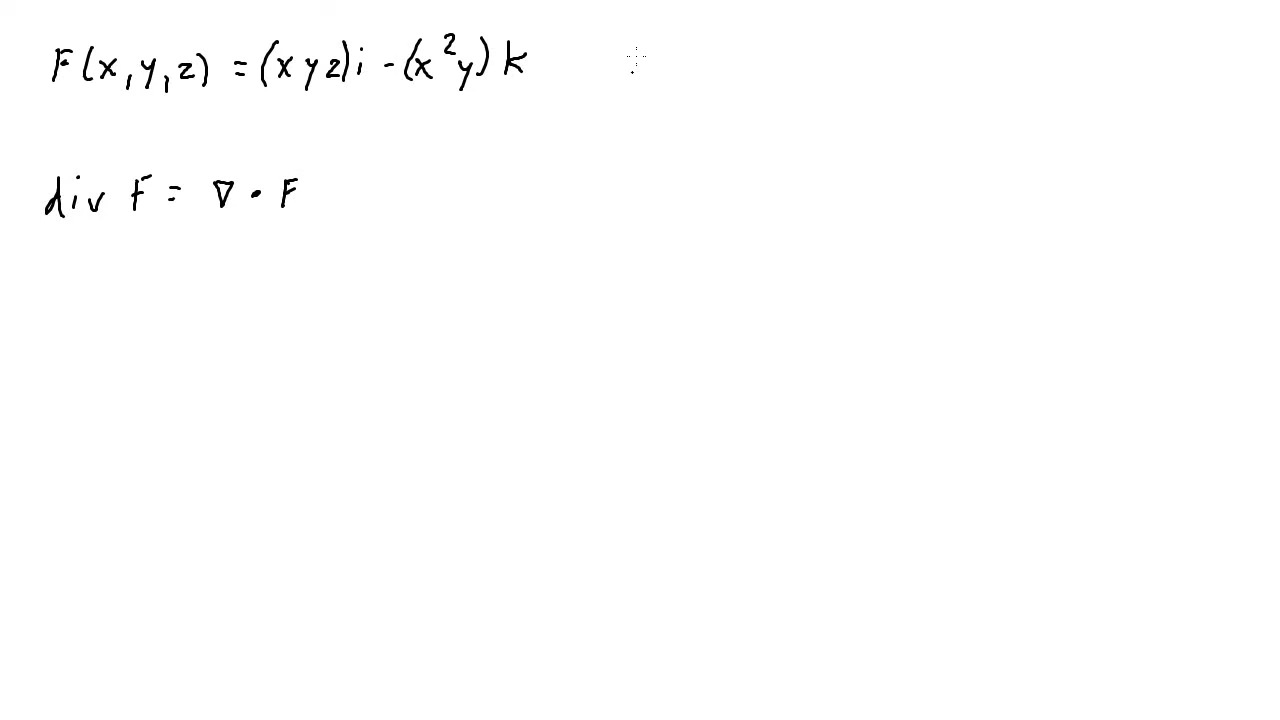 F(x,y,z) = (xyz)i - (x²y)k
div F = ∇ · F